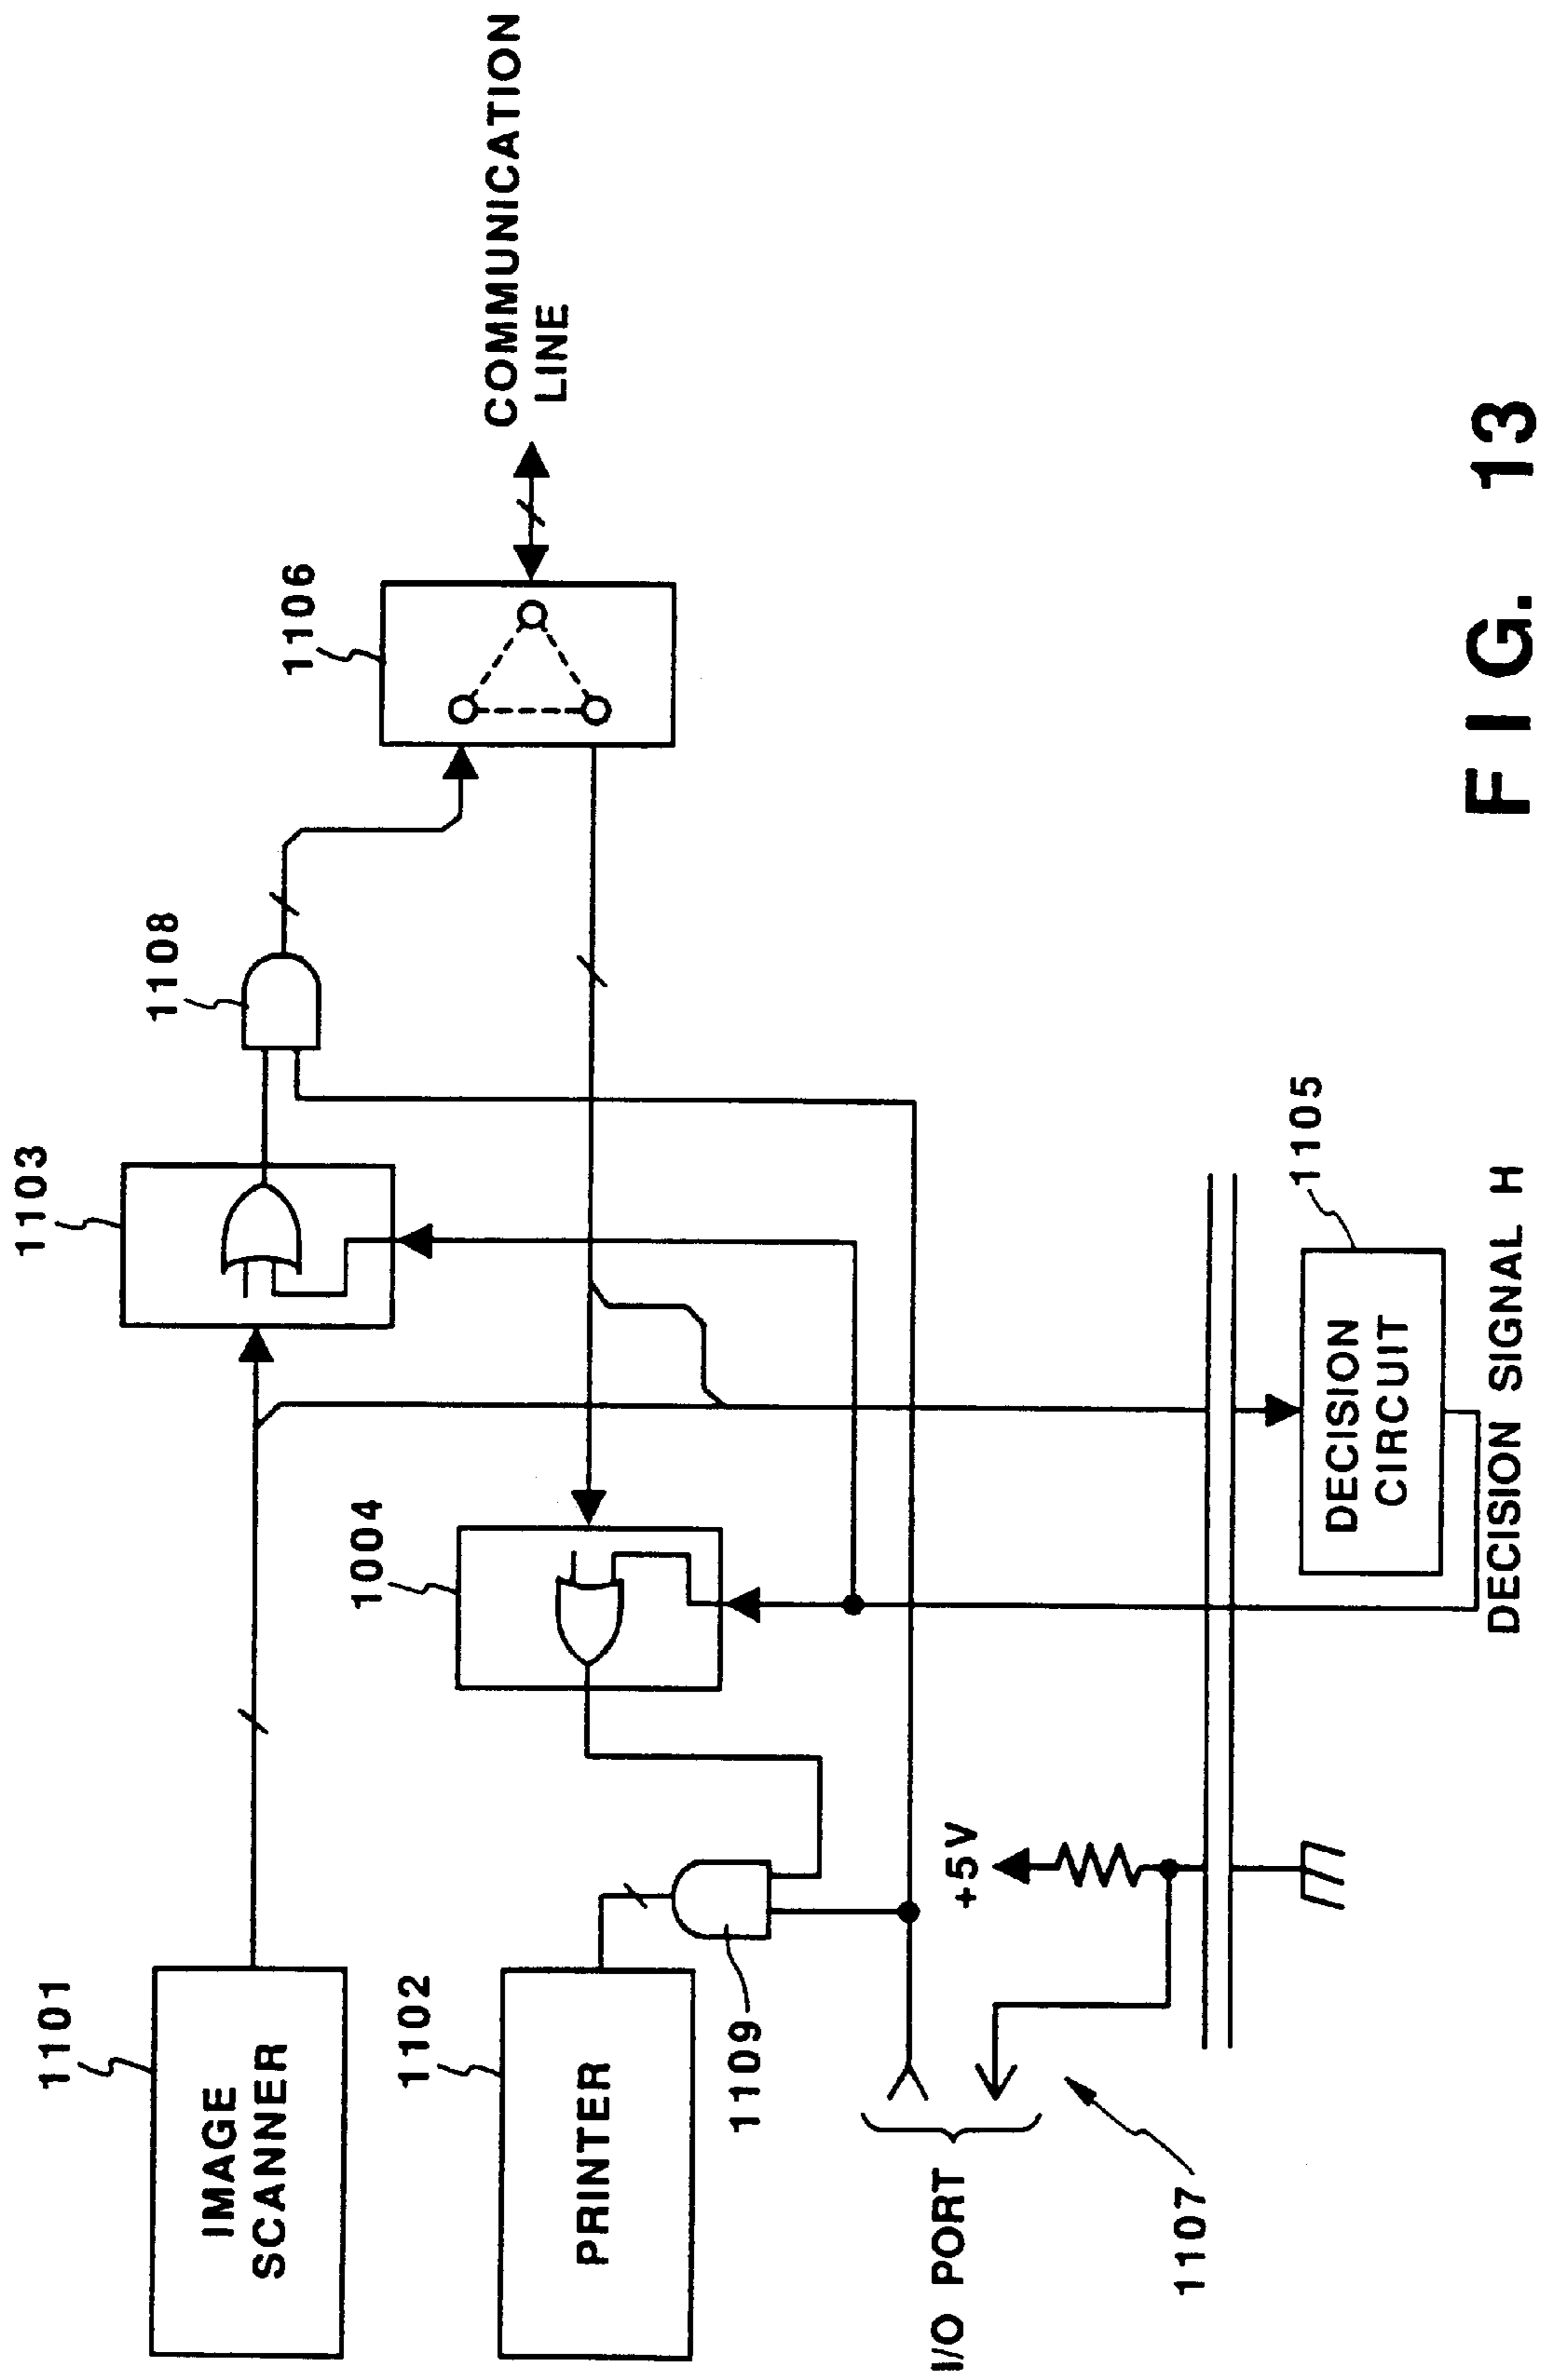 1101
IMAGE
SCANNER
1102
PRINTER
1103
1004
1108
1106
COMMUNICATION
LINE
1109
I/O PORT
+5V
1107
1105
DECISION
CIRCUIT
DECISION SIGNAL H
FIG. 13